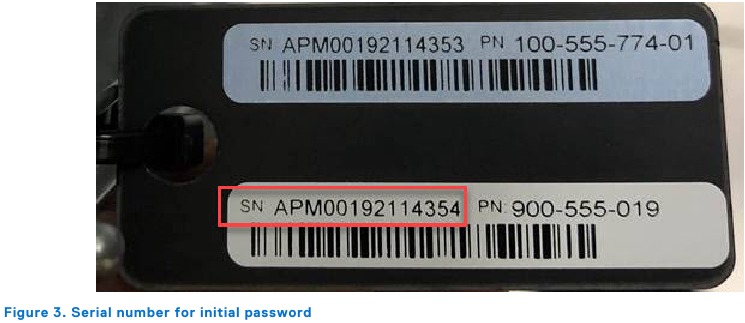 SN APM00192114353 PN 100-555-774-01
SN APM00192114354 PN: 900-555-019
Figure 3. Serial number for initial password